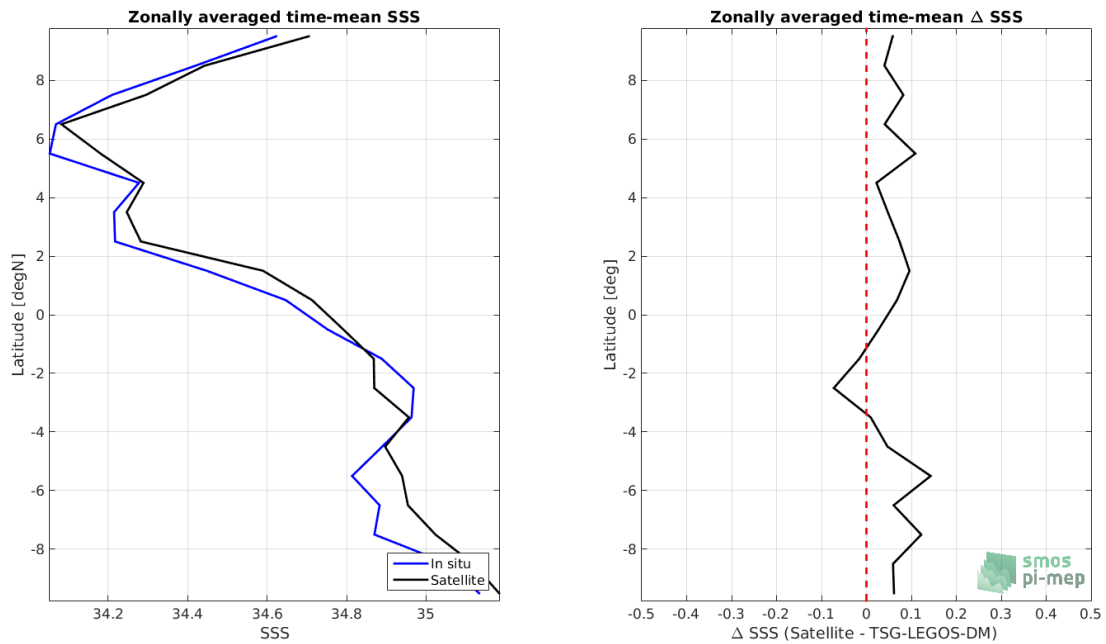 Zonally averaged time-mean SSS
8
6
4
2
0
-2
-4
-6
-8
Latitude [degN]
34.2 34.4 34.6 34.8 35
SSS
In situ
Satellite
Zonally averaged time-mean Δ SSS
8
6
4
2
0
-2
-4
-6
-8
Latitude [deg]
-0.5 -0.4 -0.3 -0.2 -0.1 0 0.1 0.2 0.3 0.4 0.5
Δ SSS (Satellite - TSG-LEGOS-DM)
smos
pi-mep